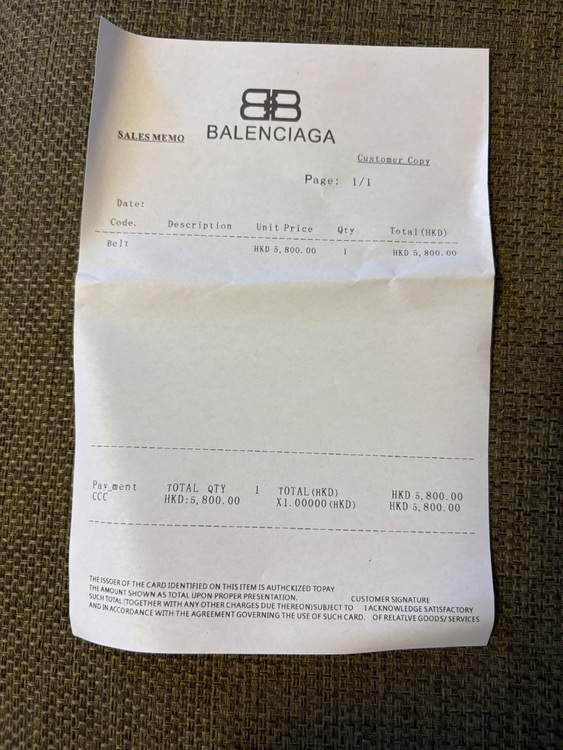 BB
SALES MEMO BALENCIAGA
Customer Copy
Page: 1/1
Date:
Code. Description Unit Price Qty Total(HKD)
Belt HKD 5,800.00 1 HKD 5,800.00
Pay_ment TOTAL QTY 1 TOTAL(HKD) HKD 5,800.00
CCC HKD:5,800.00 X1.00000(HKD) HKD 5,800.00
THE ISSOER OF THE CARD IDENTIFIED ON THIS ITEM IS AUTHCKIZED TO PAY
THE AMOUNT SHOWN AS TOTAL UPON PROPER PRESENTATION. CUSTOMER SIGNATURE
SUCH TOTAL (TOGETHER WITH ANY OTHER CHARGES DUE THEREON)SUBJECT TO I ACKNOWLEDGE SATISFACTORY
AND IN ACCORDANCE WITH THE AGREEMENT GOVERNING THE USE OF SUCH CARD. OF RELATLVE GOODS/ SERVICES